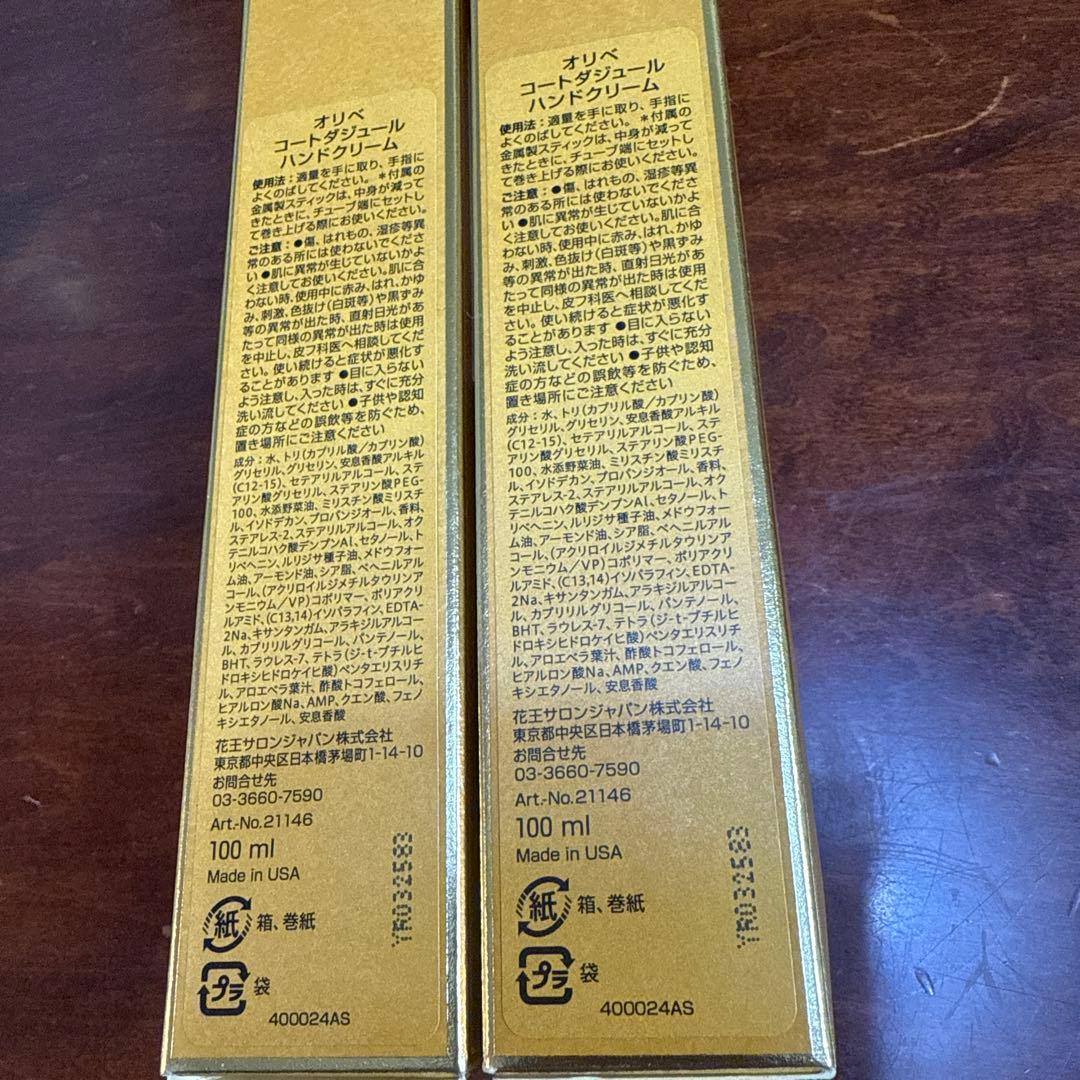 オリベ
コートダジュール
ハンドクリーム
使用法：適量を手に取り、手指に
よくのばしてください。＊付属の
金属製スティックは、中身が減って
きたときに、チューブ端にセットし
て巻き上げる際にお使いください。
ご注意：●傷、はれもの、湿疹等異
常のある所には使わないでくださ
い●肌に異常が生じていないかよ
く注意してお使いください。肌に合
わない時、使用中に赤み、はれ、かゆ
み、刺激、色抜け(白斑等)や黒ずみ
等の異常が出た時、直射日光があ
たって同様の異常が出た時は使用
を中止し、皮フ科医へ相談してくだ
さい。使い続けると症状が悪化す
ることがあります●目に入らない
よう注意し、入った時は、すぐに充分
洗い流してください●子供や認知
症の方などの誤飲等を防ぐため、
置き場所にご注意ください
成分：水、トリ(カプリル酸／カプリン酸)
グリセリル、グリセリン、安息香酸アルキル
(C12-15)、セテアリルアルコール、ステ
アリン酸グリセリル、ステアリン酸PEG-
100、水添野菜油、ミリスチン酸ミリスチ
ル、イソドデカン、プロパンジオール、香料、
ステアレス-2、ステアリルアルコール、オク
テニルコハク酸デンプンAl、セタノール、ト
リベヘニン、ルリジサ種子油、メドウフォー
ム油、アーモンド油、シア脂、ベヘニルアル
コール、(アクリロイルジメチルタウリンア
ンモニウム／VP)コポリマー、ポリアクリ
ルアミド、(C13,14)イソパラフィン、EDTA-
2Na、キサンタンガム、アラキジルアルコー
ル、カプリリルグリコール、パンテノール、
BHT、ラウレス-7、テトラ(ジ-t-ブチルヒ
ドロキシヒドロケイヒ酸)ペンタエリスリチ
ル、アロエベラ葉汁、酢酸トコフェロール、
ヒアルロン酸Na、AMP、クエン酸、フェノ
キシエタノール、安息香酸
花王サロンジャパン株式会社
東京都中央区日本橋茅場町1-14-10
お問合せ先
03-3660-7590
Art.-No.21146
100 ml
Made in USA
紙 箱、巻紙
プラ 袋
400024AS
YR032583
オリベ
コートダジュール
ハンドクリーム
使用法：適量を手に取り、手指に
よくのばしてください。＊付属の
金属製スティックは、中身が減って
きたときに、チューブ端にセットし
て巻き上げる際にお使いください。
ご注意：●傷、はれもの、湿疹等異
常のある所には使わないでくださ
い●肌に異常が生じていないかよ
く注意してお使いください。肌に合
わない時、使用中に赤み、はれ、かゆ
み、刺激、色抜け(白斑等)や黒ずみ
等の異常が出た時、直射日光があ
たって同様の異常が出た時は使用
を中止し、皮フ科医へ相談してくだ
さい。使い続けると症状が悪化す
ることがあります●目に入らない
よう注意し、入った時は、すぐに充分
洗い流してください●子供や認知
症の方などの誤飲等を防ぐため、
置き場所にご注意ください
成分：水、トリ(カプリル酸／カプリン酸)
グリセリル、グリセリン、安息香酸アルキル
(C12-15)、セテアリルアルコール、ステ
アリン酸グリセリル、ステアリン酸PEG-
100、水添野菜油、ミリスチン酸ミリスチ
ル、イソドデカン、プロパンジオール、香料、
ステアレス-2、ステアリルアルコール、オク
テニルコハク酸デンプンAl、セタノール、ト
リベヘニン、ルリジサ種子油、メドウフォー
ム油、アーモンド油、シア脂、ベヘニルアル
コール、(アクリロイルジメチルタウリンア
ンモニウム／VP)コポリマー、ポリアクリ
ルアミド、(C13,14)イソパラフィン、EDTA-
2Na、キサンタンガム、アラキジルアルコー
ル、カプリリルグリコール、パンテノール、
BHT、ラウレス-7、テトラ(ジ-t-ブチルヒ
ドロキシヒドロケイヒ酸)ペンタエリスリチ
ル、アロエベラ葉汁、酢酸トコフェロール、
ヒアルロン酸Na、AMP、クエン酸、フェノ
キシエタノール、安息香酸
花王サロンジャパン株式会社
東京都中央区日本橋茅場町1-14-10
お問合せ先
03-3660-7590
Art.-No.21146
100 ml
Made in USA
紙 箱、巻紙
プラ 袋
400024AS
YR032583